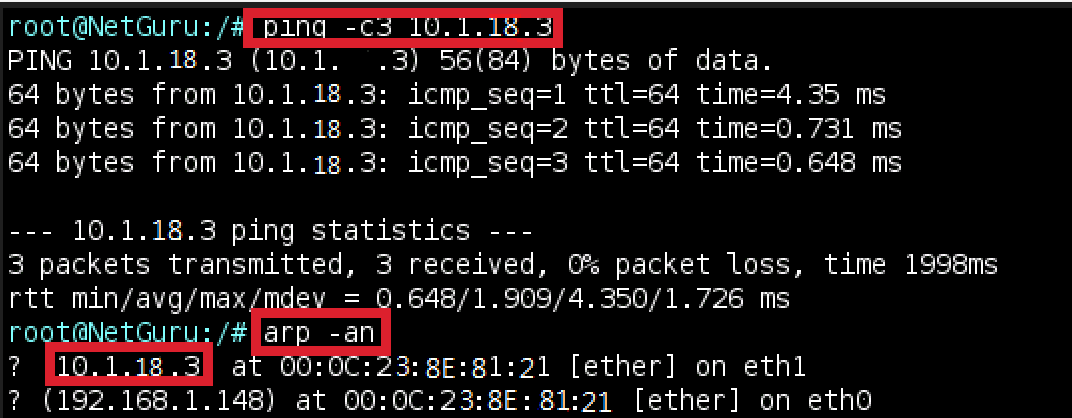 root@NetGuru:/# ping -c3 10.1.18.3
PING 10.1.18.3 (10.1. .3) 56(84) bytes of data.
64 bytes from 10.1.18.3: icmp_seq=1 ttl=64 time=4.35 ms
64 bytes from 10.1.18.3: icmp_seq=2 ttl=64 time=0.731 ms
64 bytes from 10.1.18.3: icmp_seq=3 ttl=64 time=0.648 ms
--- 10.1.18.3 ping statistics ---
3 packets transmitted, 3 received, 0% packet loss, time 1998ms
rtt min/avg/max/mdev = 0.648/1.909/4.350/1.726 ms
root@NetGuru:/# arp -an
? 10.1.18.3 at 00:0C:23:8E:81:21 [ether] on eth1
? (192.168.1.148) at 00:0C:23:8E:81:21 [ether] on eth0